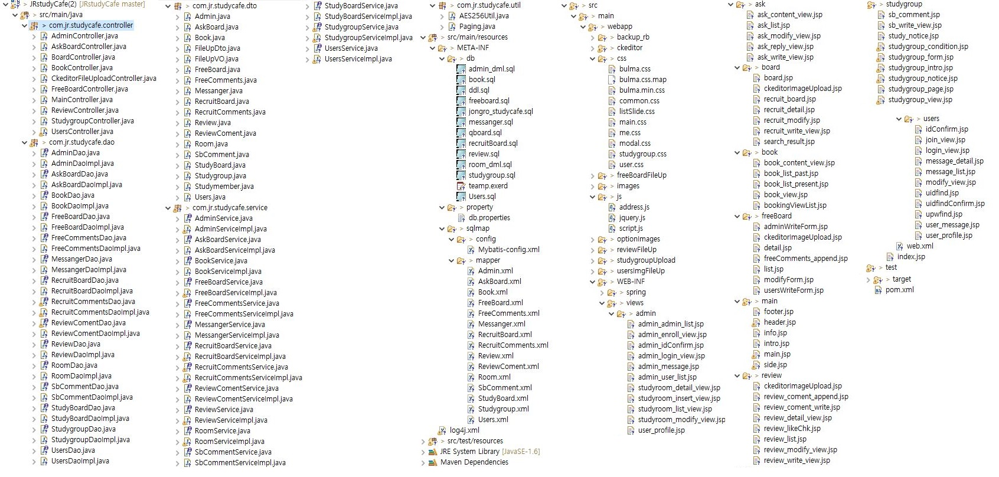 JRstudyCafe(2) [JRstudyCafe master]
> src/main/java
> com.jr.studycafe.controller
AdminController.java
AskBoardController.java
BoardController.java
BookController.java
CkeditorFileUploadController.java
FreeBoardController.java
MainController.java
ReviewController.java
StudygroupController.java
UsersController.java
> com.jr.studycafe.dao
AdminDao.java
AdminDaoImpl.java
AskBoardDao.java
AskBoardDaoImpl.java
BookDao.java
BookDaoImpl.java
FreeBoardDao.java
FreeBoardDaoImpl.java
FreeCommentsDao.java
FreeCommentsDaoImpl.java
MessangerDao.java
MessangerDaoImpl.java
RecruitBoardDao.java
RecruitBoardDaoImpl.java
RecruitCommentsDao.java
RecruitCommentsDaoImpl.java
ReviewComentDao.java
ReviewComentDaoImpl.java
ReviewDao.java
ReviewDaoImpl.java
RoomDao.java
RoomDaoImpl.java
SbCommentDao.java
SbCommentDaoImpl.java
StudyBoardDao.java
StudyBoardDaoImpl.java
StudygroupDao.java
StudygroupDaoImpl.java
UsersDao.java
UsersDaoImpl.java
> com.jr.studycafe.dto
Admin.java
AskBoard.java
Book.java
FileUpDto.java
FileUpVO.java
FreeBoard.java
FreeComments.java
Messanger.java
RecruitBoard.java
RecruitComments.java
Review.java
ReviewComent.java
Room.java
SbComment.java
StudyBoard.java
Studygroup.java
Studymember.java
Users.java
> com.jr.studycafe.service
AdminService.java
AdminServiceImpl.java
AskBoardService.java
AskBoardServiceImpl.java
BookService.java
BookServiceImpl.java
FreeBoardService.java
FreeBoardServiceImpl.java
FreeCommentsService.java
FreeCommentsServiceImpl.java
MessangerService.java
MessangerServiceImpl.java
RecruitBoardService.java
RecruitBoardServiceImpl.java
RecruitCommentsService.java
RecruitCommentsServiceImpl.java
ReviewComentService.java
ReviewComentServiceImpl.java
ReviewService.java
ReviewServiceImpl.java
RoomService.java
RoomServiceImpl.java
SbCommentService.java
SbCommentServiceImpl.java
StudyBoardService.java
StudyBoardServiceImpl.java
StudygroupService.java
StudygroupServiceImpl.java
UsersService.java
UsersServiceImpl.java
> com.jr.studycafe.util
AES256Util.java
Paging.java
> src/main/resources
> META-INF
> db
admin_dml.sql
book.sql
ddl.sql
freeboard.sql
jongro_studycafe.sql
messanger.sql
qboard.sql
recruitBoard.sql
review.sql
room_dml.sql
studygroup.sql
teamp.exerd
Users.sql
> property
db.properties
> sqlmap
> config
Mybatis-config.xml
> mapper
Admin.xml
AskBoard.xml
Book.xml
FreeBoard.xml
FreeComments.xml
Messanger.xml
RecruitBoard.xml
RecruitComments.xml
Review.xml
ReviewComent.xml
Room.xml
SbComment.xml
StudyBoard.xml
Studygroup.xml
Users.xml
log4j.xml
> src/test/resources
JRE System Library [JavaSE-1.6]
Maven Dependencies
> src
> main
> webapp
> backup_rb
> ckeditor
> css
bulma.css
bulma.css.map
bulma.min.css
common.css
listSlide.css
main.css
me.css
modal.css
studygroup.css
user.css
> freeBoardFileUp
> images
> js
address.js
jquery.js
script.js
> optionImages
> reviewFileUp
> studygroupUpload
> usersImgFileUp
> WEB-INF
> spring
> views
> admin
admin_admin_list.jsp
admin_enroll_view.jsp
admin_idConfirm.jsp
admin_login_view.jsp
admin_message.jsp
admin_user_list.jsp
studyroom_detail_view.jsp
studyroom_insert_view.jsp
studyroom_list_view.jsp
studyroom_modify_view.jsp
user_profile.jsp
> ask
ask_content_view.jsp
ask_list.jsp
ask_modify_view.jsp
ask_reply_view.jsp
ask_write_view.jsp
> board
board.jsp
ckeditorImageUpload.jsp
recruit_board.jsp
recruit_detail.jsp
recruit_modify.jsp
recruit_write_view.jsp
search_result.jsp
> book
book_content_view.jsp
book_list_past.jsp
book_list_present.jsp
book_view.jsp
bookingViewList.jsp
> freeBoard
adminWriteForm.jsp
ckeditorImageUpload.jsp
detail.jsp
freeComments_append.jsp
list.jsp
modifyForm.jsp
usersWriteForm.jsp
> main
footer.jsp
header.jsp
info.jsp
intro.jsp
main.jsp
side.jsp
> review
ckeditorImageUpload.jsp
review_coment_append.jsp
review_coment_write.jsp
review_detail_view.jsp
review_likeChk.jsp
review_list.jsp
review_modify_view.jsp
review_write_view.jsp
> studygroup
sb_comment.jsp
sb_write_view.jsp
study_notice.jsp
studygroup_condition.jsp
studygroup_form.jsp
studygroup_intro.jsp
studygroup_notice.jsp
studygroup_page.jsp
studygroup_view.jsp
> users
idConfirm.jsp
join_view.jsp
login_view.jsp
message_detail.jsp
message_list.jsp
modify_view.jsp
uidfind.jsp
uidfindConfirm.jsp
upwfind.jsp
user_message.jsp
user_profile.jsp
web.xml
index.jsp
> test
> target
pom.xml